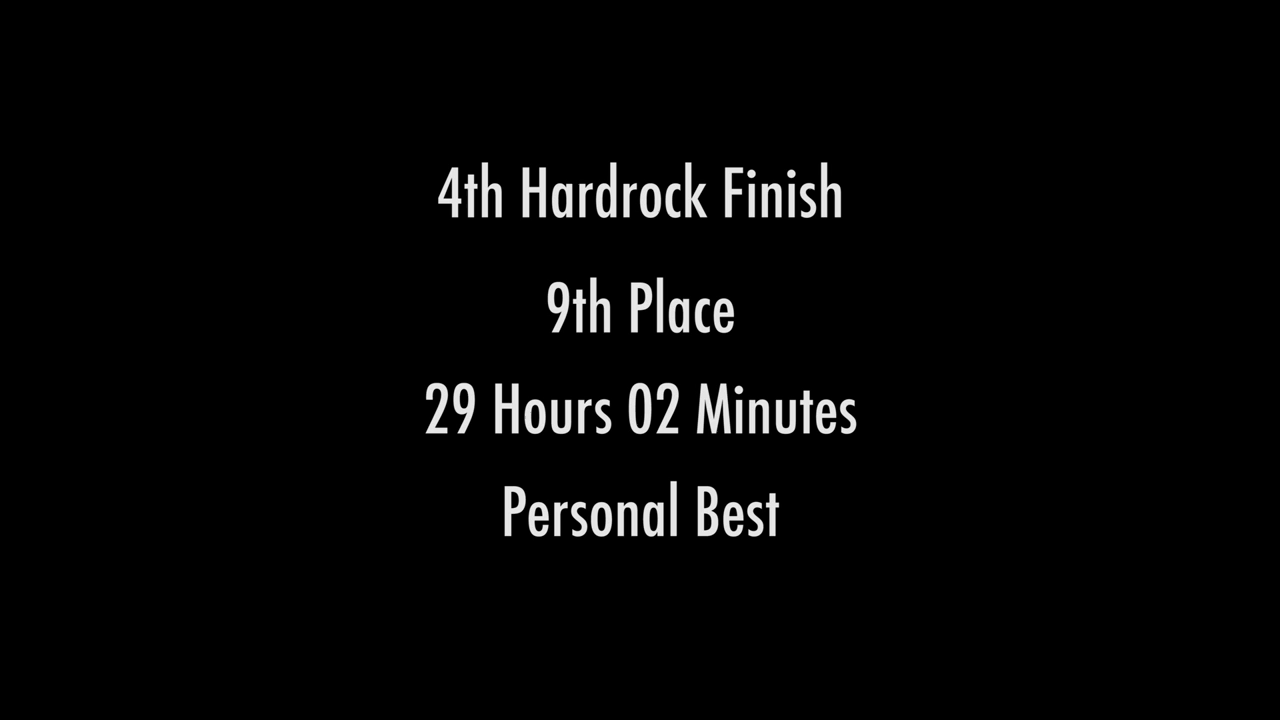 4th Hardrock Finish
9th Place
29 Hours 02 Minutes
Personal Best